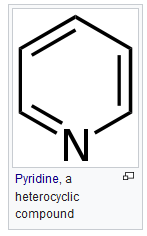 N
Pyridine, a
heterocyclic
compound